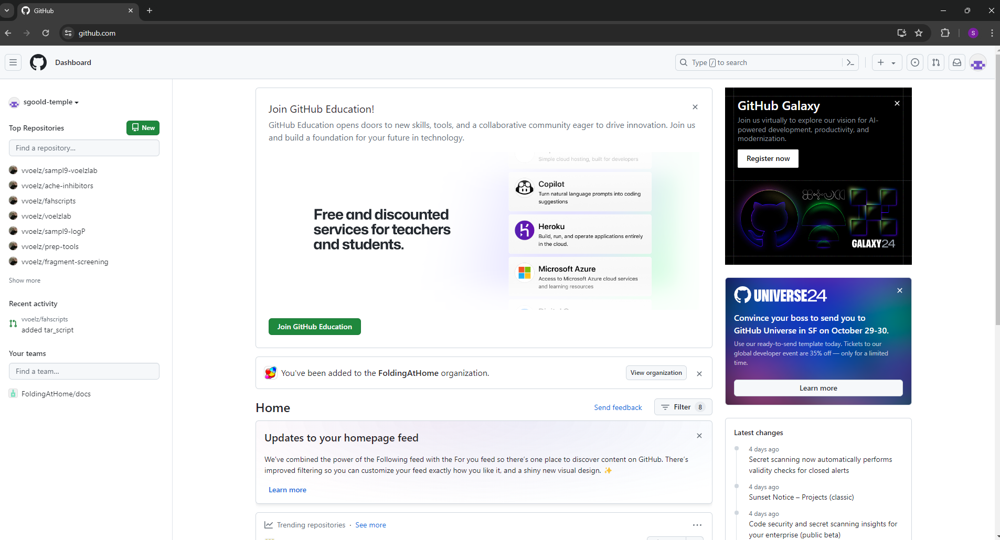 GitHub
github.com
S
Dashboard
Type / to search
sgoold-temple
Top Repositories
New
Find a repository...
vvoelz/sampl9-voelzlab
vvoelz/ache-inhibitors
vvoelz/fahscripts
vvoelz/voelzlab
vvoelz/sampl9-logP
vvoelz/prep-tools
vvoelz/fragment-screening
Show more
Recent activity
vvoelz/fahscripts
added tar_script
Your teams
Find a team...
FoldingAtHome/docs
Join GitHub Education!
GitHub Education opens doors to new skills, tools, and a collaborative community eager to drive innovation. Join us
and build a foundation for your future in technology.
Free and discounted
services for teachers
and students.
Simple cloud hosting, built for developers
Copilot
Turn natural language prompts into coding
suggestions
Heroku
Build, run, and operate applications entirely
in the cloud.
Microsoft Azure
Access to Microsoft Azure cloud services
and learning resources
Join GitHub Education
You've been added to the FoldingAtHome organization.
View organization
Home
Send feedback
Filter 8
Updates to your homepage feed
We've combined the power of the Following feed with the For you feed so there's one place to discover content on GitHub. There's
improved filtering so you can customize your feed exactly how you like it, and a shiny new visual design. ✨
Learn more
Trending repositories · See more
GitHub Galaxy
Join us virtually to explore our vision for AI-
powered development, productivity, and
modernization.
Register now
GALAXY24
UNIVERSE24
Convince your boss to send you to
GitHub Universe in SF on October 29-30.
Use our ready-to-send template today. Tickets to our
global developer event are 35% off — only for a limited
time.
Learn more
Latest changes
4 days ago
Secret scanning now automatically performs
validity checks for closed alerts
4 days ago
Sunset Notice – Projects (classic)
4 days ago
Code security and secret scanning insights for
your enterprise (public beta)